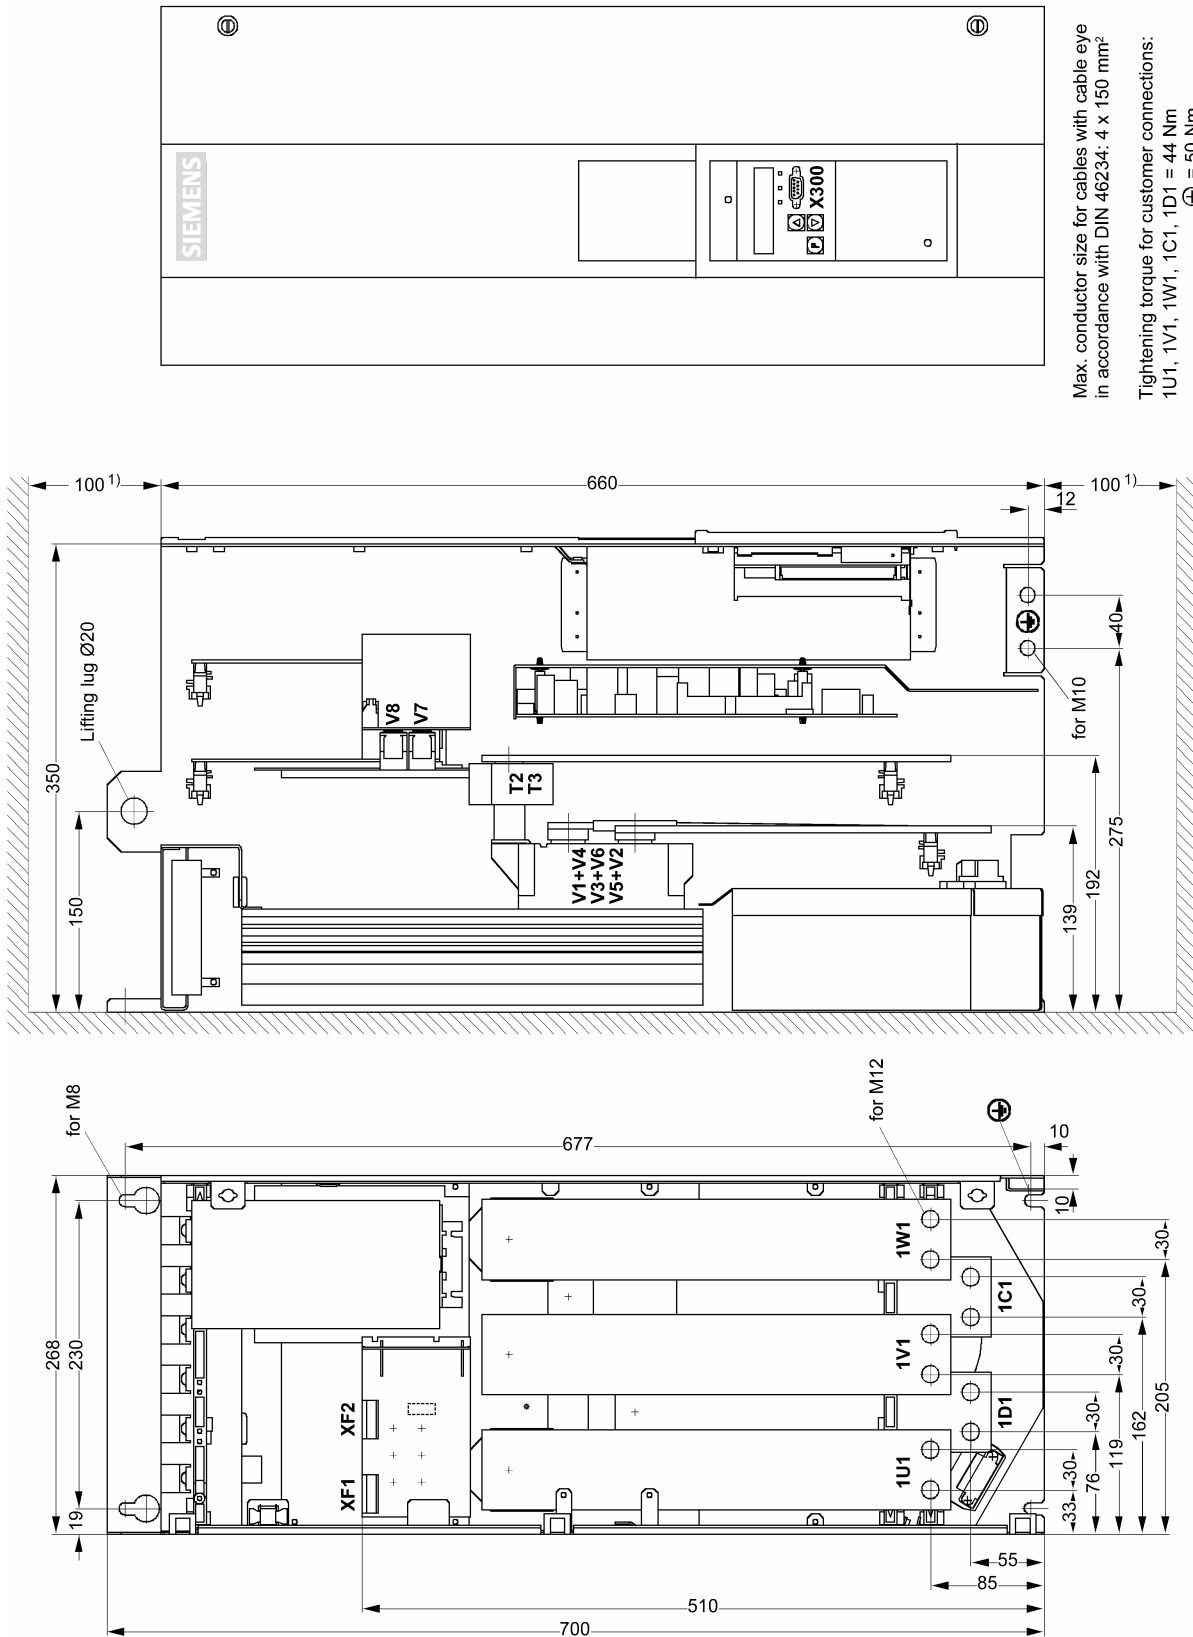 SIEMENS
X300
P
Max. conductor size for cables with cable eye
in accordance with DIN 46234: 4 x 150 mm²
Tightening torque for customer connections:
1U1, 1V1, 1W1, 1C1, 1D1 = 44 Nm
= 50 Nm
100 1)
660
100 1)
12
Lifting lug Ø20
40
for M10
V8
V7
T2
T3
350
150
V1+V4
V3+V6
V5+V2
139
192
275
for M8
for M12
677
10
10
268
230
19
1W1
1C1
1V1
1D1
1U1
XF2
XF1
30
30
30
30
30
33
76
119
162
205
55
85
510
700